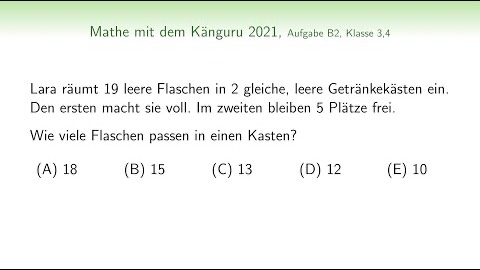 Mathe mit dem Känguru 2021, Aufgabe B2, Klasse 3,4
Lara räumt 19 leere Flaschen in 2 gleiche, leere Getränkekästen ein.
Den ersten macht sie voll. Im zweiten bleiben 5 Plätze frei.
Wie viele Flaschen passen in einen Kasten?
(A) 18 (B) 15 (C) 13 (D) 12 (E) 10